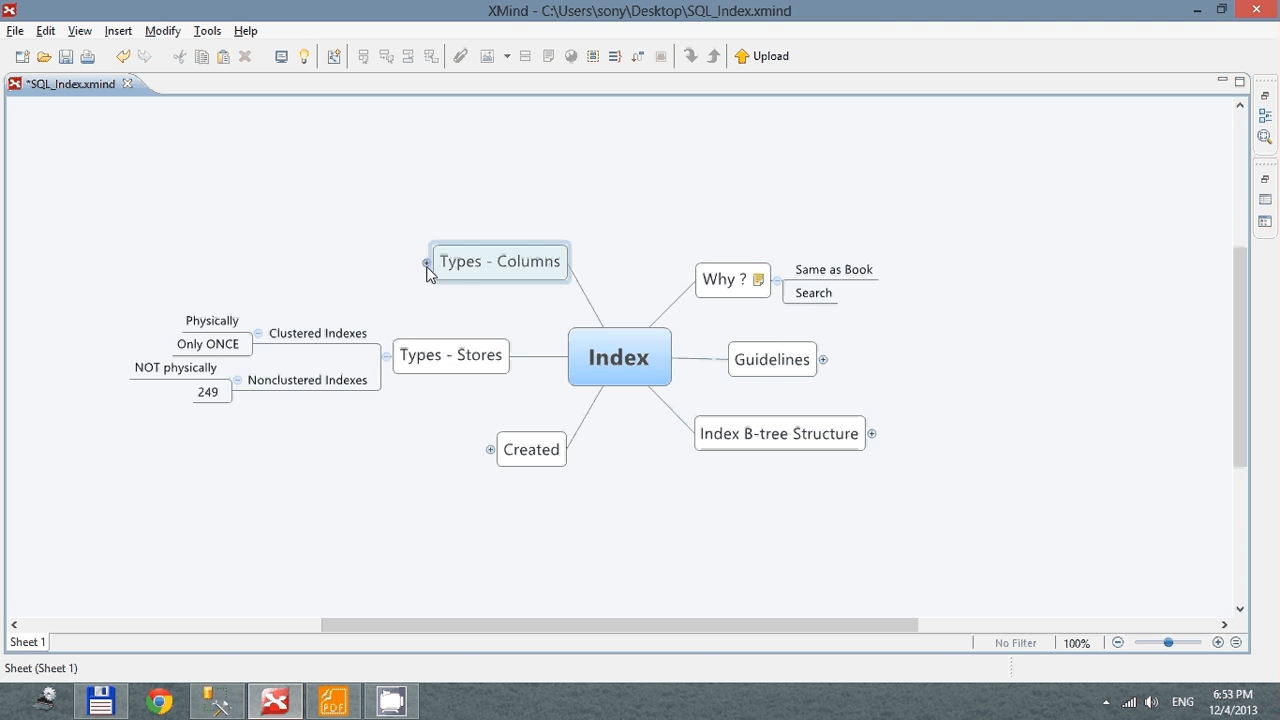 XMind - C:\Users\sony\Desktop\SQL_Index.xmind
File Edit View Insert Modify Tools Help
Upload
*SQL_Index.xmind
Types - Columns
Why ?
Same as Book
Search
Physically
Clustered Indexes
Only ONCE
Types - Stores
Index
Guidelines
NOT physically
Nonclustered Indexes
249
Created
Index B-tree Structure
Sheet 1
No Filter
100%
Sheet (Sheet 1)
PDF
ENG
6:53 PM
12/4/2013